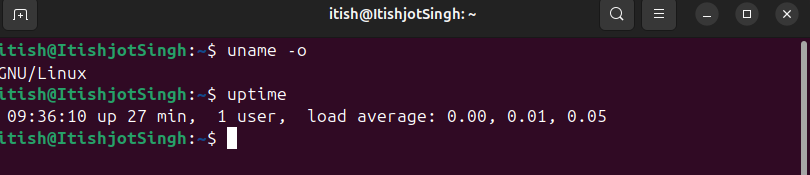 itish@ItishjotSingh: ~
itish@ItishjotSingh:~$ uname -o
GNU/Linux
itish@ItishjotSingh:~$ uptime
 09:36:10 up 27 min,  1 user,  load average: 0.00, 0.01, 0.05
itish@ItishjotSingh:~$